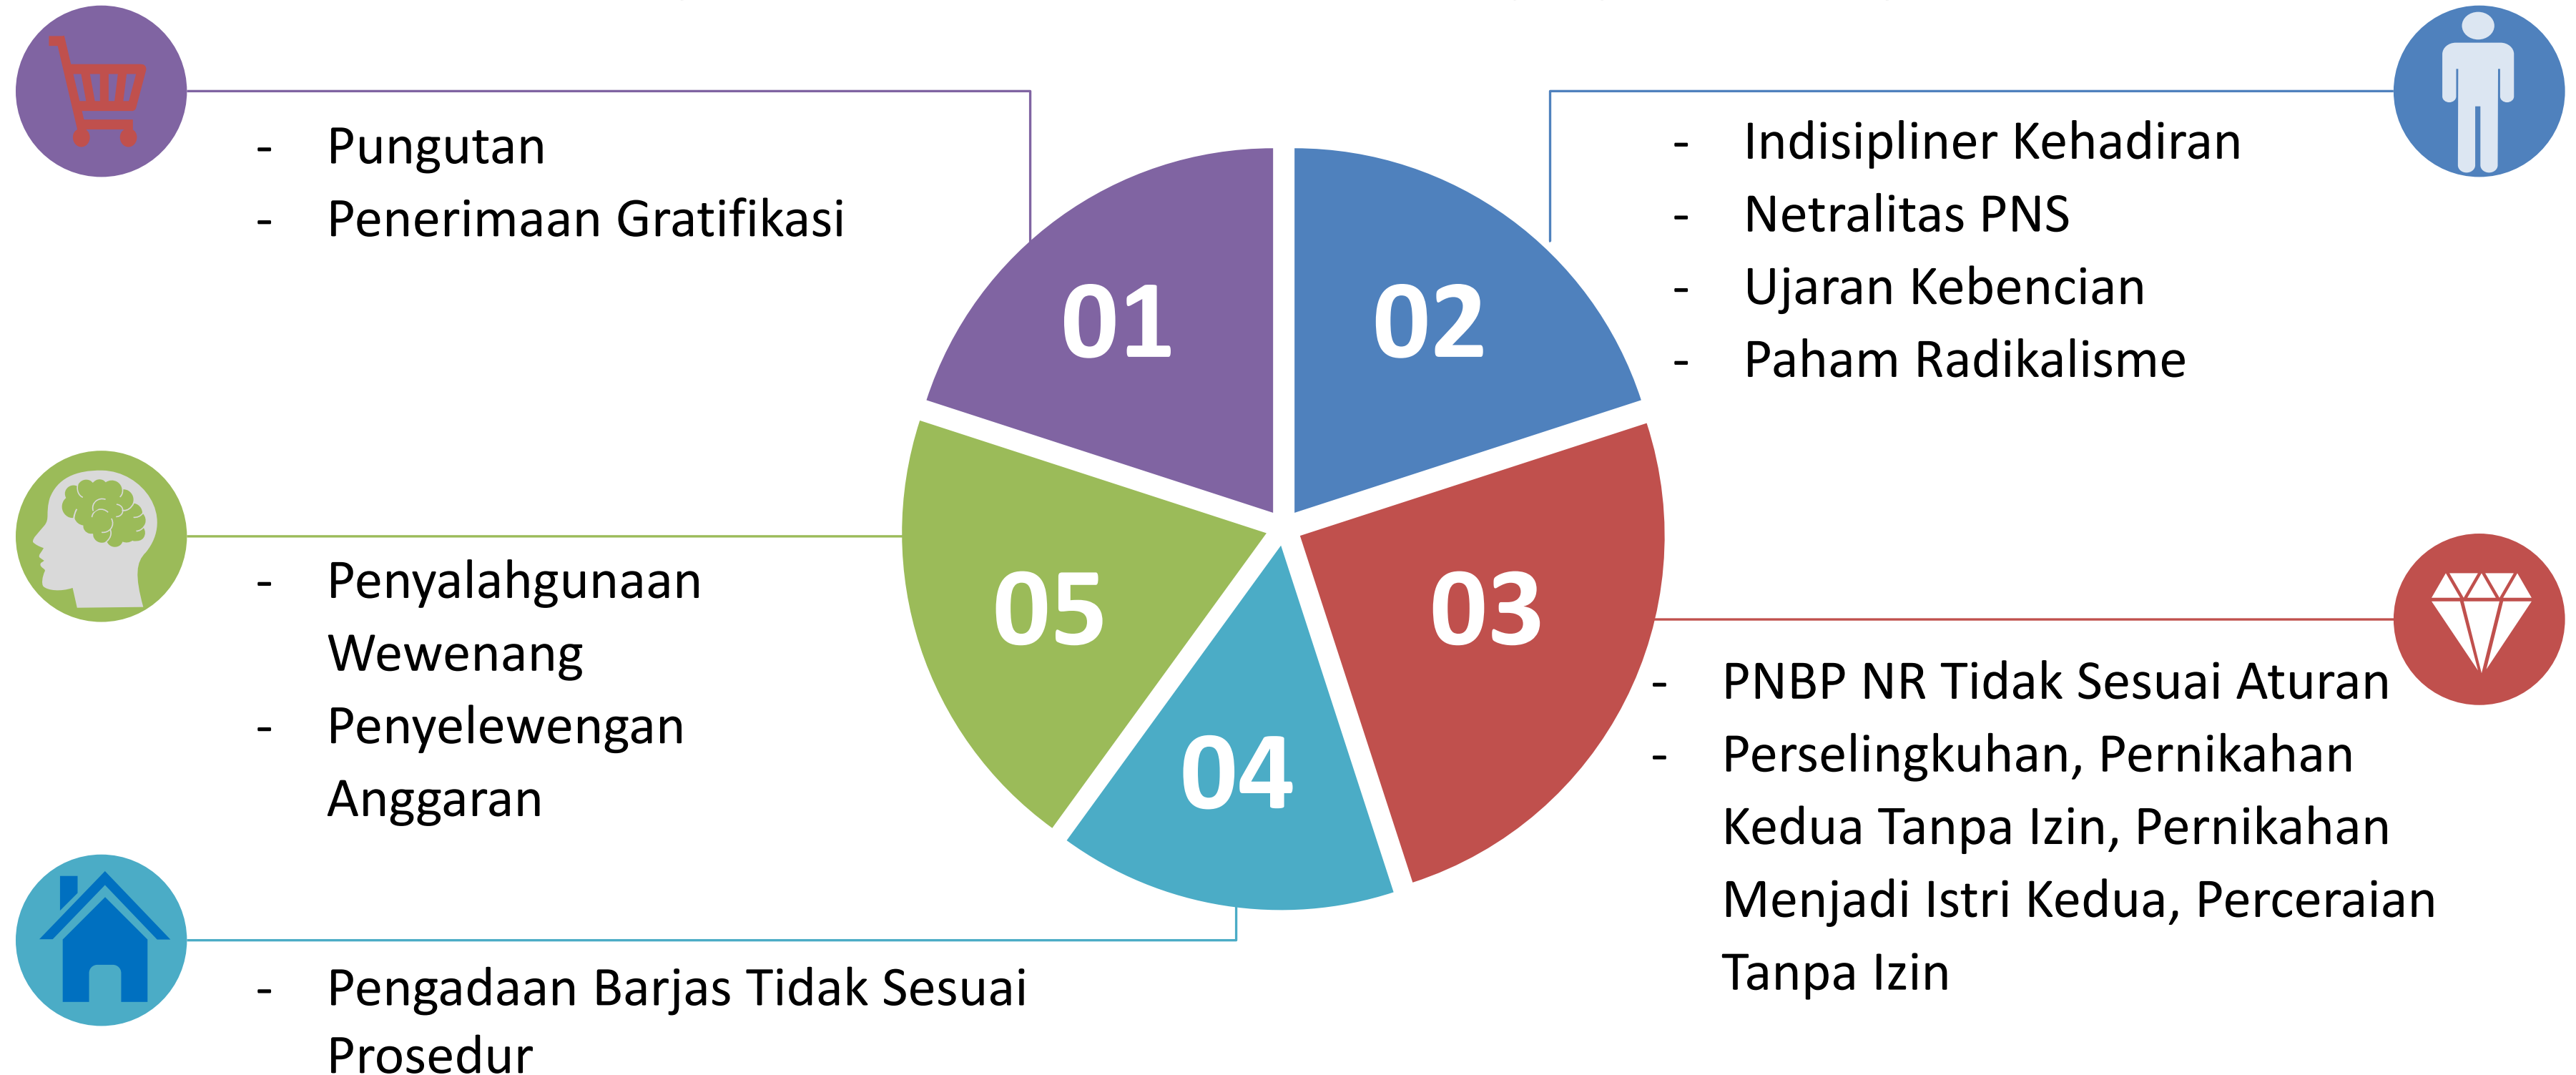 - Pungutan
- Penerimaan Gratifikasi
- Indisipliner Kehadiran
- Netralitas PNS
- Ujaran Kebencian
- Paham Radikalisme
01
02
03
04
05
- Penyalahgunaan
Wewenang
- Penyelewengan
Anggaran
- PNBP NR Tidak Sesuai Aturan
- Perselingkuhan, Pernikahan
Kedua Tanpa Izin, Pernikahan
Menjadi Istri Kedua, Perceraian
Tanpa Izin
- Pengadaan Barjas Tidak Sesuai
Prosedur